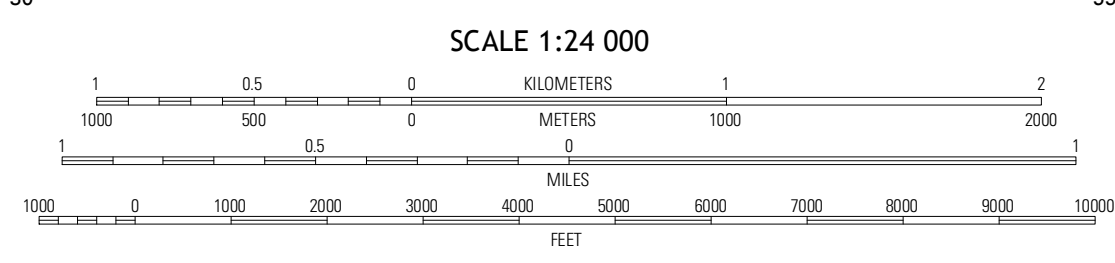 SCALE 1:24 000
1 0.5 0 KILOMETERS 1 2
1000 500 0 METERS 1000 2000
1 0.5 0 1
MILES
1000 0 1000 2000 3000 4000 5000 6000 7000 8000 9000 10000
FEET